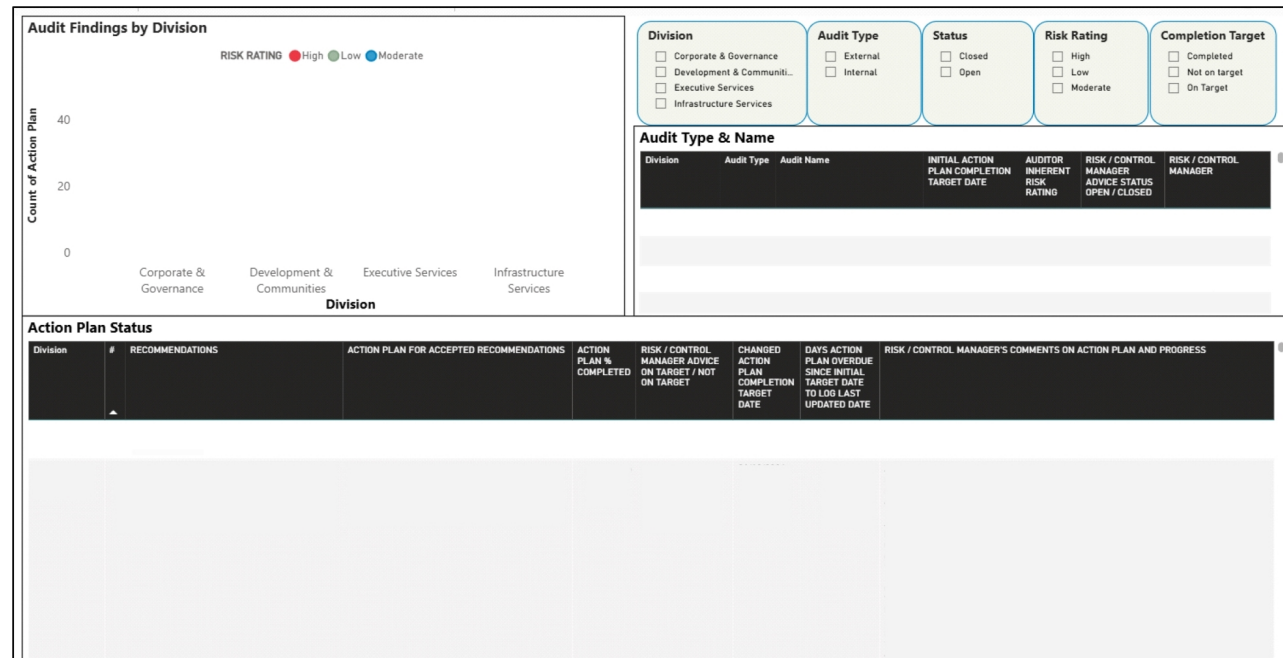 Audit Findings by Division
RISK RATING High Low Moderate
Count of Action Plan
40
20
0
Corporate & Governance
Development & Communities
Executive Services
Infrastructure Services
Division
Division
Corporate & Governance
Development & Communiti...
Executive Services
Infrastructure Services
Audit Type
External
Internal
Status
Closed
Open
Risk Rating
High
Low
Moderate
Completion Target
Completed
Not on target
On Target
Audit Type & Name
Division
Audit Type
Audit Name
INITIAL ACTION
PLAN COMPLETION
TARGET DATE
AUDITOR
INHERENT
RISK
RATING
RISK / CONTROL
MANAGER
ADVICE STATUS
OPEN / CLOSED
RISK / CONTROL
MANAGER
Action Plan Status
Division
#
RECOMMENDATIONS
ACTION PLAN FOR ACCEPTED RECOMMENDATIONS
ACTION
PLAN %
COMPLETED
RISK / CONTROL
MANAGER ADVICE
ON TARGET / NOT
ON TARGET
CHANGED
ACTION
PLAN
COMPLETION
TARGET
DATE
DAYS ACTION
PLAN OVERDUE
SINCE INITIAL
TARGET DATE
TO LOG LAST
UPDATED DATE
RISK / CONTROL MANAGER'S COMMENTS ON ACTION PLAN AND PROGRESS